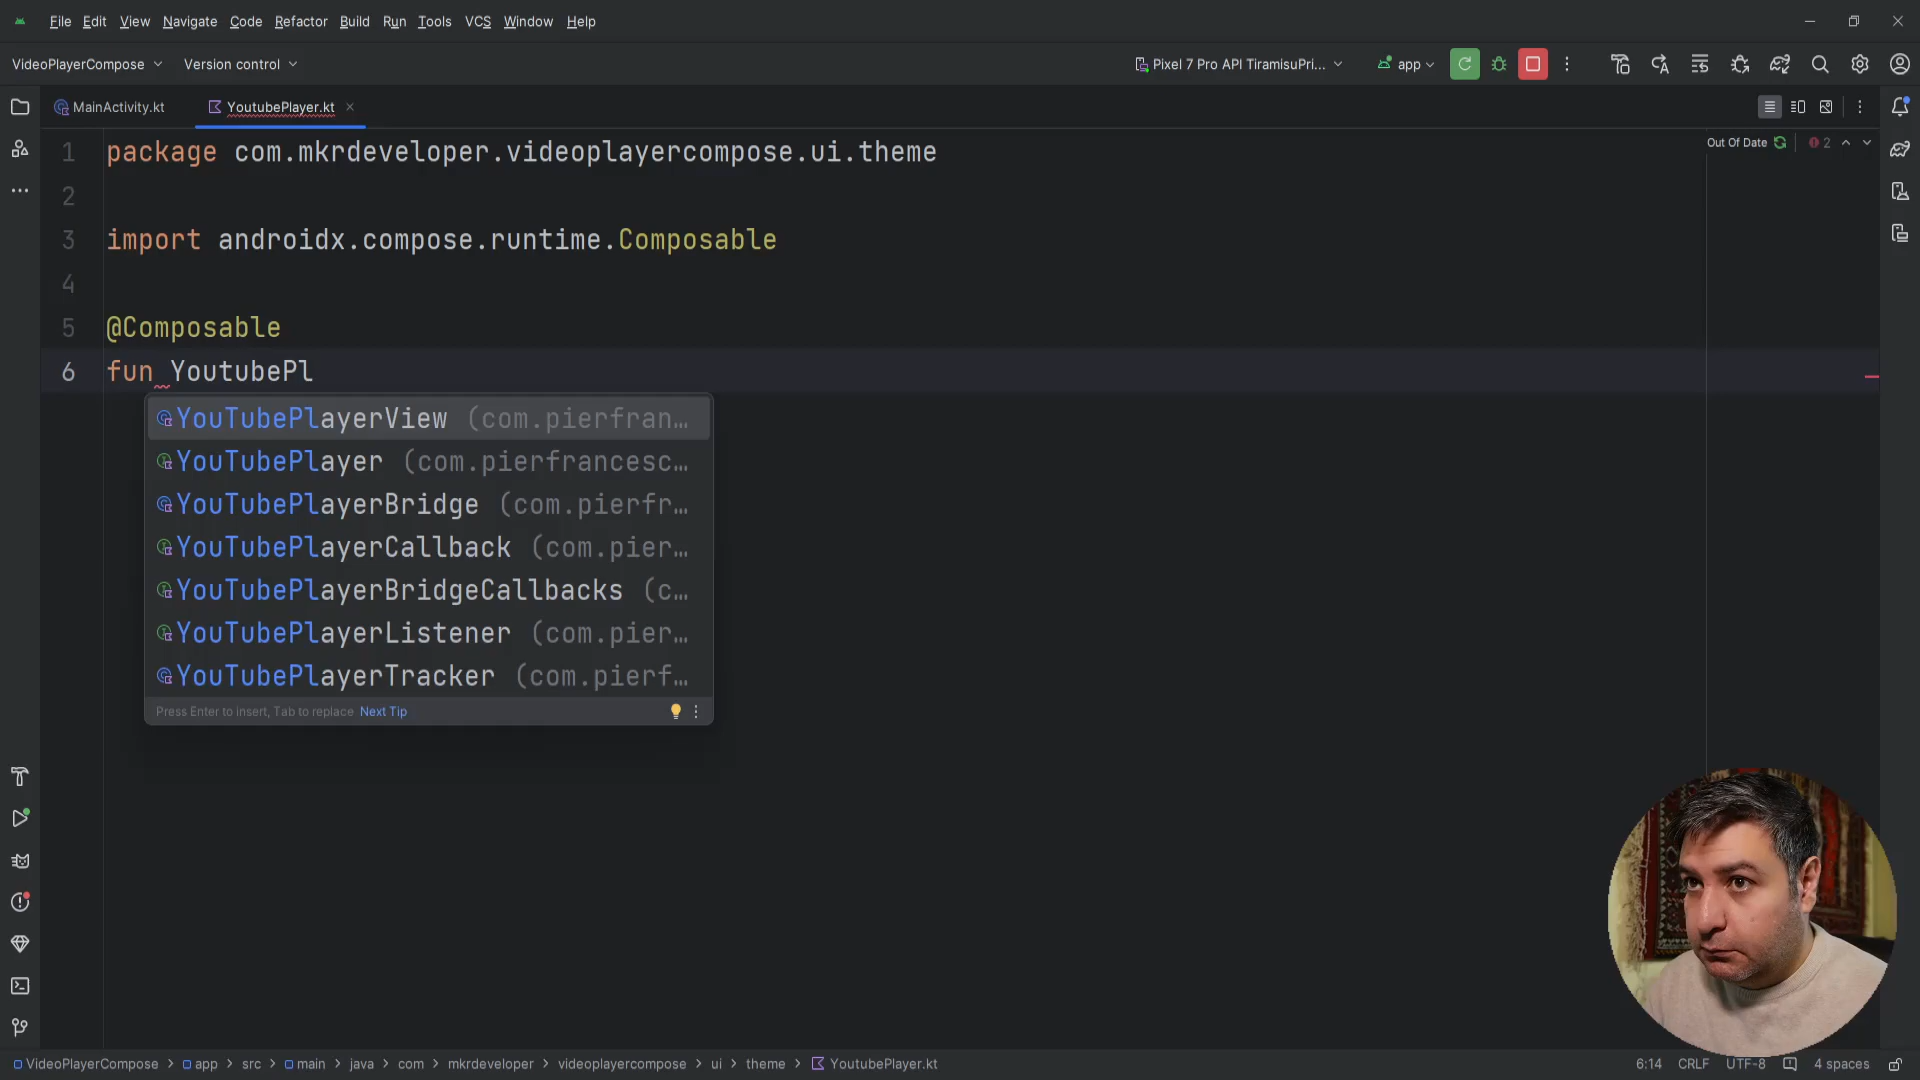 File Edit View Navigate Code Refactor Build Run Tools VCS Window Help
VideoPlayerCompose Version control Pixel 7 Pro API TiramisuPri... app
MainActivity.kt YoutubePlayer.kt
Out Of Date 2
1 package com.mkrdeveloper.videoplayercompose.ui.theme
2
3 import androidx.compose.runtime.Composable
4
5 @Composable
6 fun YoutubePl
YouTubePlayerView (com.pierfran...
YouTubePlayer (com.pierfrancesc...
YouTubePlayerBridge (com.pierfr...
YouTubePlayerCallback (com.pier...
YouTubePlayerBridgeCallbacks (c...
YouTubePlayerListener (com.pier...
YouTubePlayerTracker (com.pierf...
Press Enter to insert, Tab to replace Next Tip
VideoPlayerCompose > app > src > main > java > com > mkrdeveloper > videoplayercompose > ui > theme > YoutubePlayer.kt 6:14 CRLF UTF-8 4 spaces